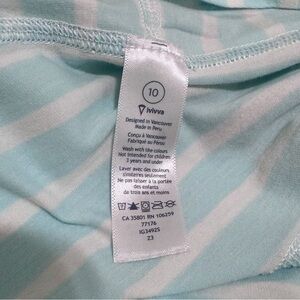 10
ivivva
Designed in Vancouver
Made in Peru
Conçu à Vancouver
Fabriqué au Pérou
Wash with like colours
Not intended for children
3 years and under
Laver avec des couleurs
similaires seulement
Ne pas laisser à la portée
des enfants
de trois ans et moins
CA 35801 RN 106259
77176
IG3492S
Z3